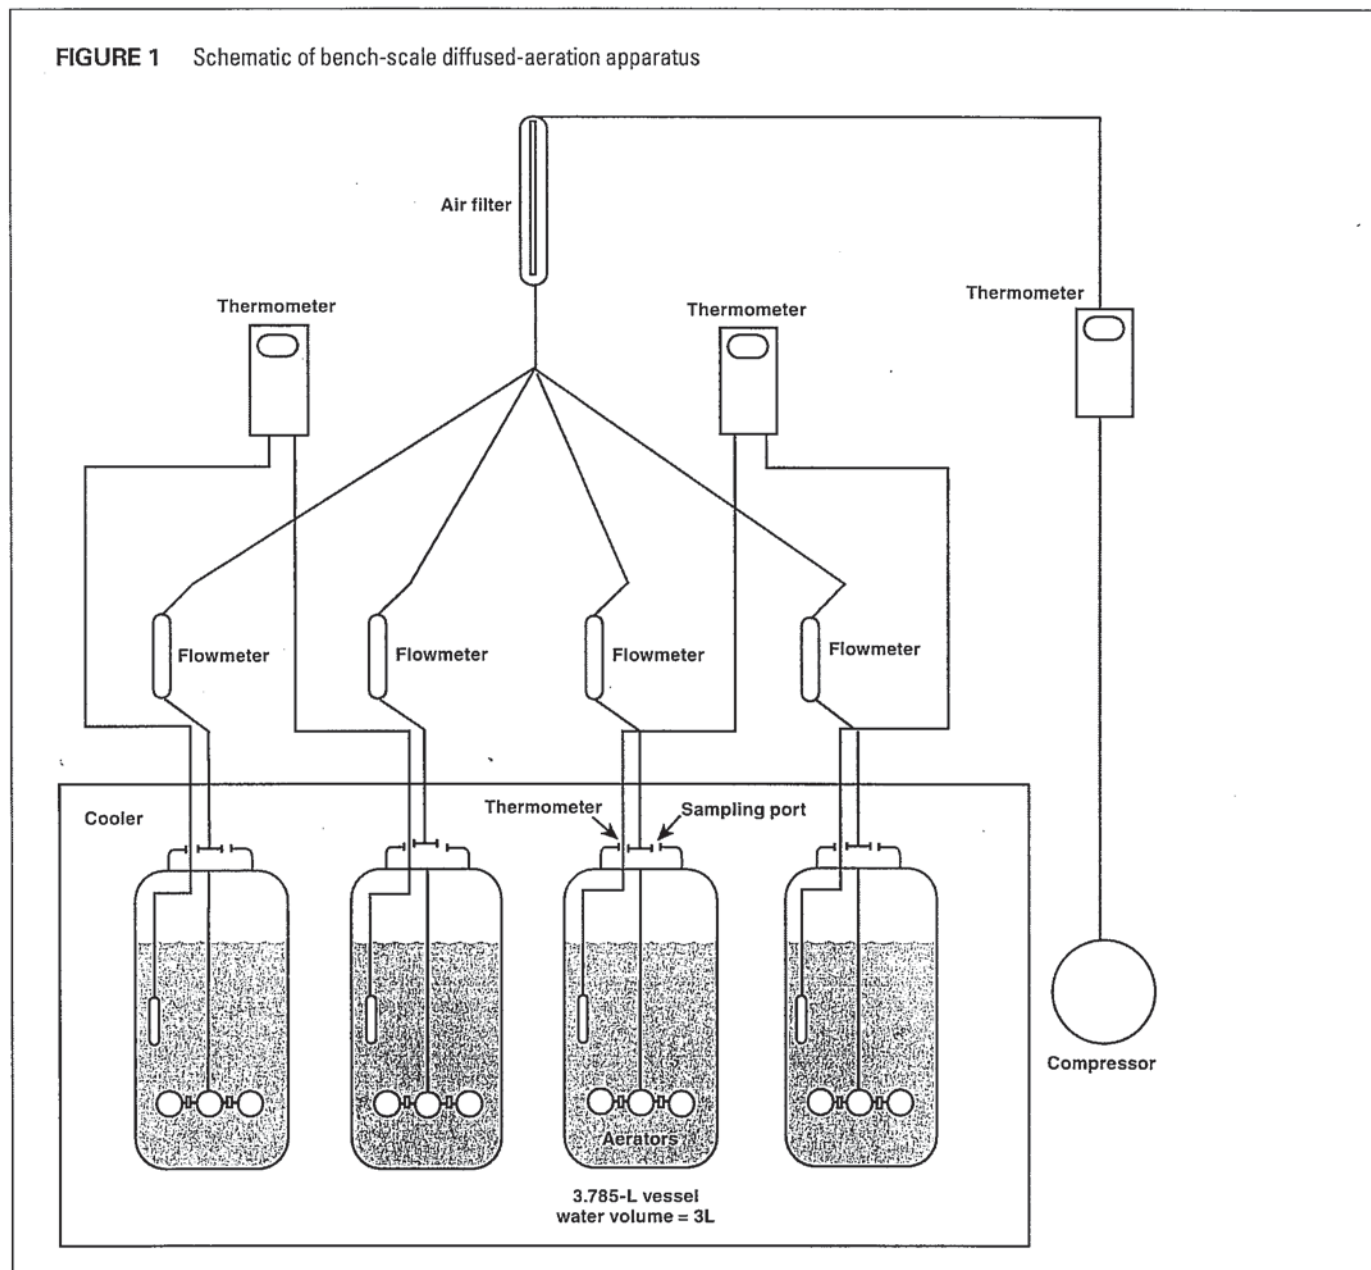 FIGURE 1 Schematic of bench-scale diffused-aeration apparatus
Air filter
Thermometer
Thermometer
Thermometer
Flowmeter
Flowmeter
Flowmeter
Flowmeter
Cooler
Thermometer
Sampling port
Aerators
Compressor
3.785-L vessel
water volume = 3L